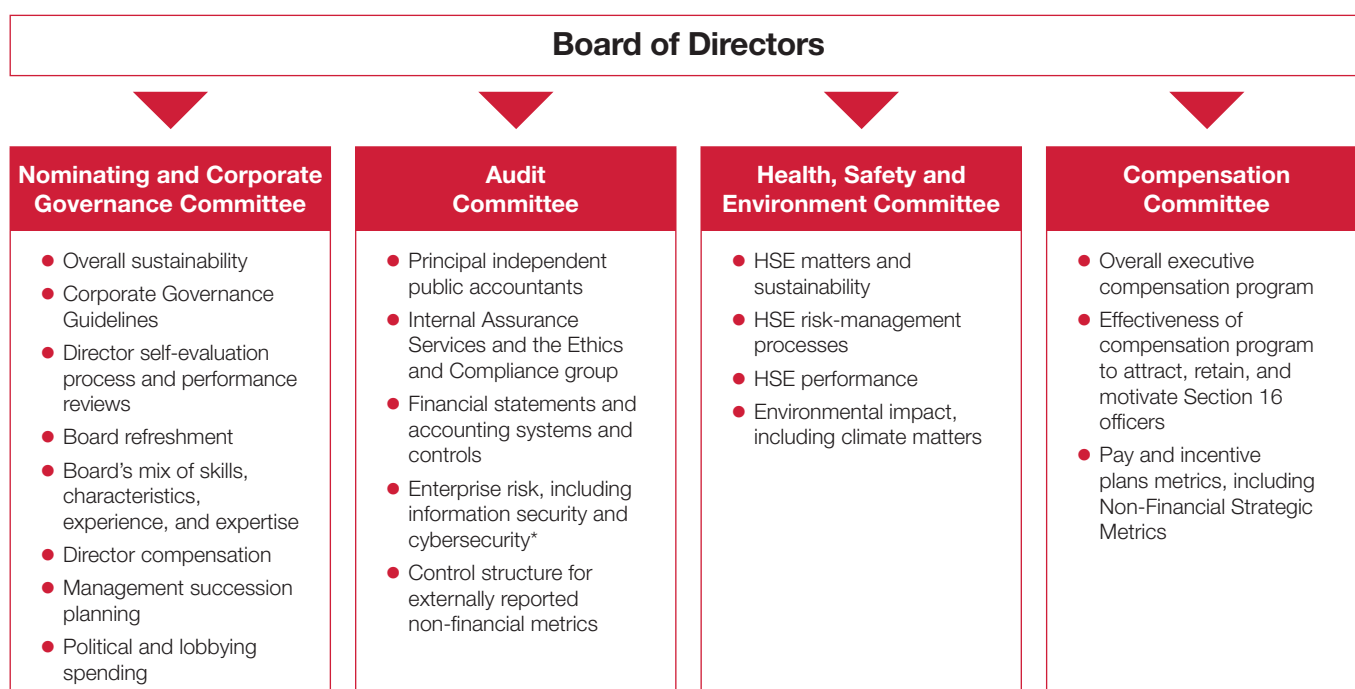 Board of Directors
Nominating and Corporate
Governance Committee
● Overall sustainability
● Corporate Governance
Guidelines
● Director self-evaluation
process and performance
reviews
● Board refreshment
● Board’s mix of skills,
characteristics,
experience, and expertise
● Director compensation
● Management succession
planning
● Political and lobbying
spending
Audit
Committee
● Principal independent
public accountants
● Internal Assurance
Services and the Ethics
and Compliance group
● Financial statements and
accounting systems and
controls
● Enterprise risk, including
information security and
cybersecurity*
● Control structure for
externally reported
non-financial metrics
Health, Safety and
Environment Committee
● HSE matters and
sustainability
● HSE risk-management
processes
● HSE performance
● Environmental impact,
including climate matters
Compensation
Committee
● Overall executive
compensation program
● Effectiveness of
compensation program
to attract, retain, and
motivate Section 16
officers
● Pay and incentive
plans metrics, including
Non-Financial Strategic
Metrics